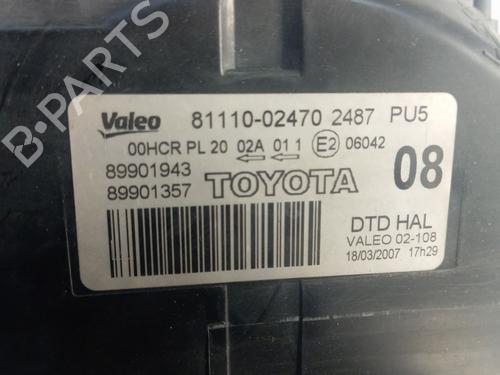 Valeo 81110-02470 2487 PU5
00HCR PL 20 02A 01 1 E2 06042
89901943
89901357 TOYOTA 08
DTD HAL
VALEO 02-108
18/03/2007 17h29
B-PARTS